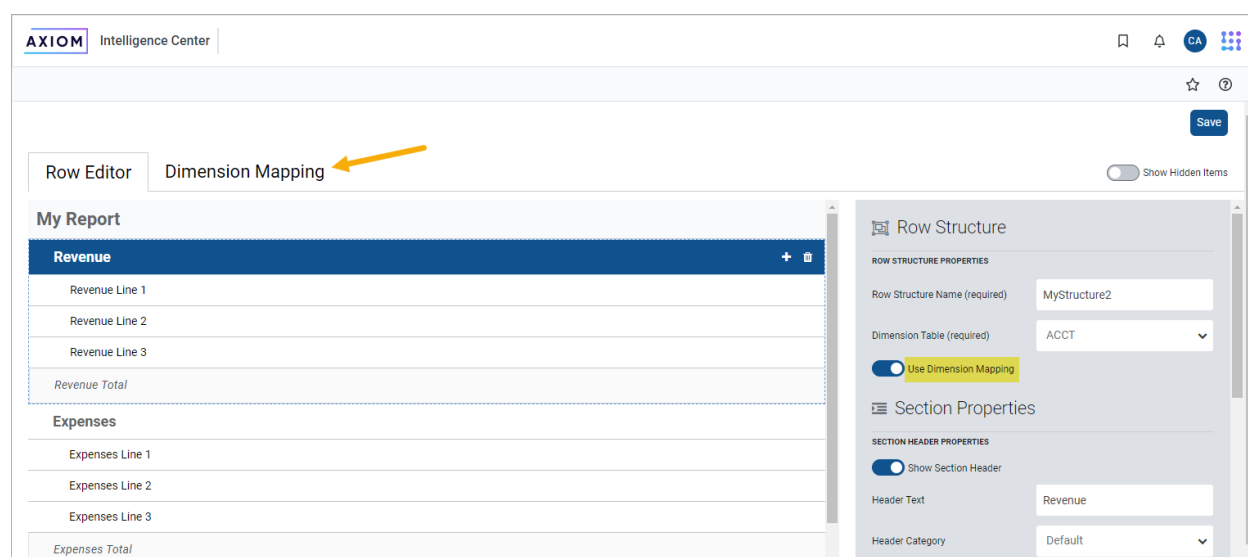 AXIOM Intelligence Center CA
Save
Row Editor Dimension Mapping Show Hidden Items
My Report
Revenue
Revenue Line 1
Revenue Line 2
Revenue Line 3
Revenue Total
Expenses
Expenses Line 1
Expenses Line 2
Expenses Line 3
Expenses Total
Row Structure
ROW STRUCTURE PROPERTIES
Row Structure Name (required) MyStructure2
Dimension Table (required) ACCT
Use Dimension Mapping
Section Properties
SECTION HEADER PROPERTIES
Show Section Header
Header Text Revenue
Header Category Default